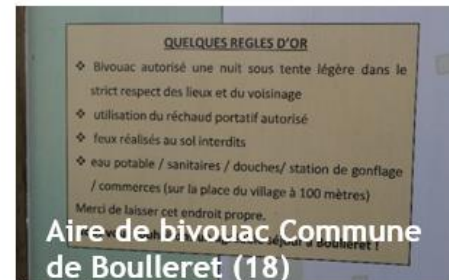 QUELQUES REGLES D'OR
❖ Bivouac autorisé une nuit sous tente légère dans le
strict respect des lieux et du voisinage
❖ utilisation du réchaud portatif autorisé
❖ feux réalisés au sol interdits
❖ eau potable / sanitaires / douches/ station de gonflage
/ commerces (sur la place du village à 100 mètres)
Merci de laisser cet endroit propre.
séjour à Boulleret !
Aire de bivouac Commune
de Boulleret (18)